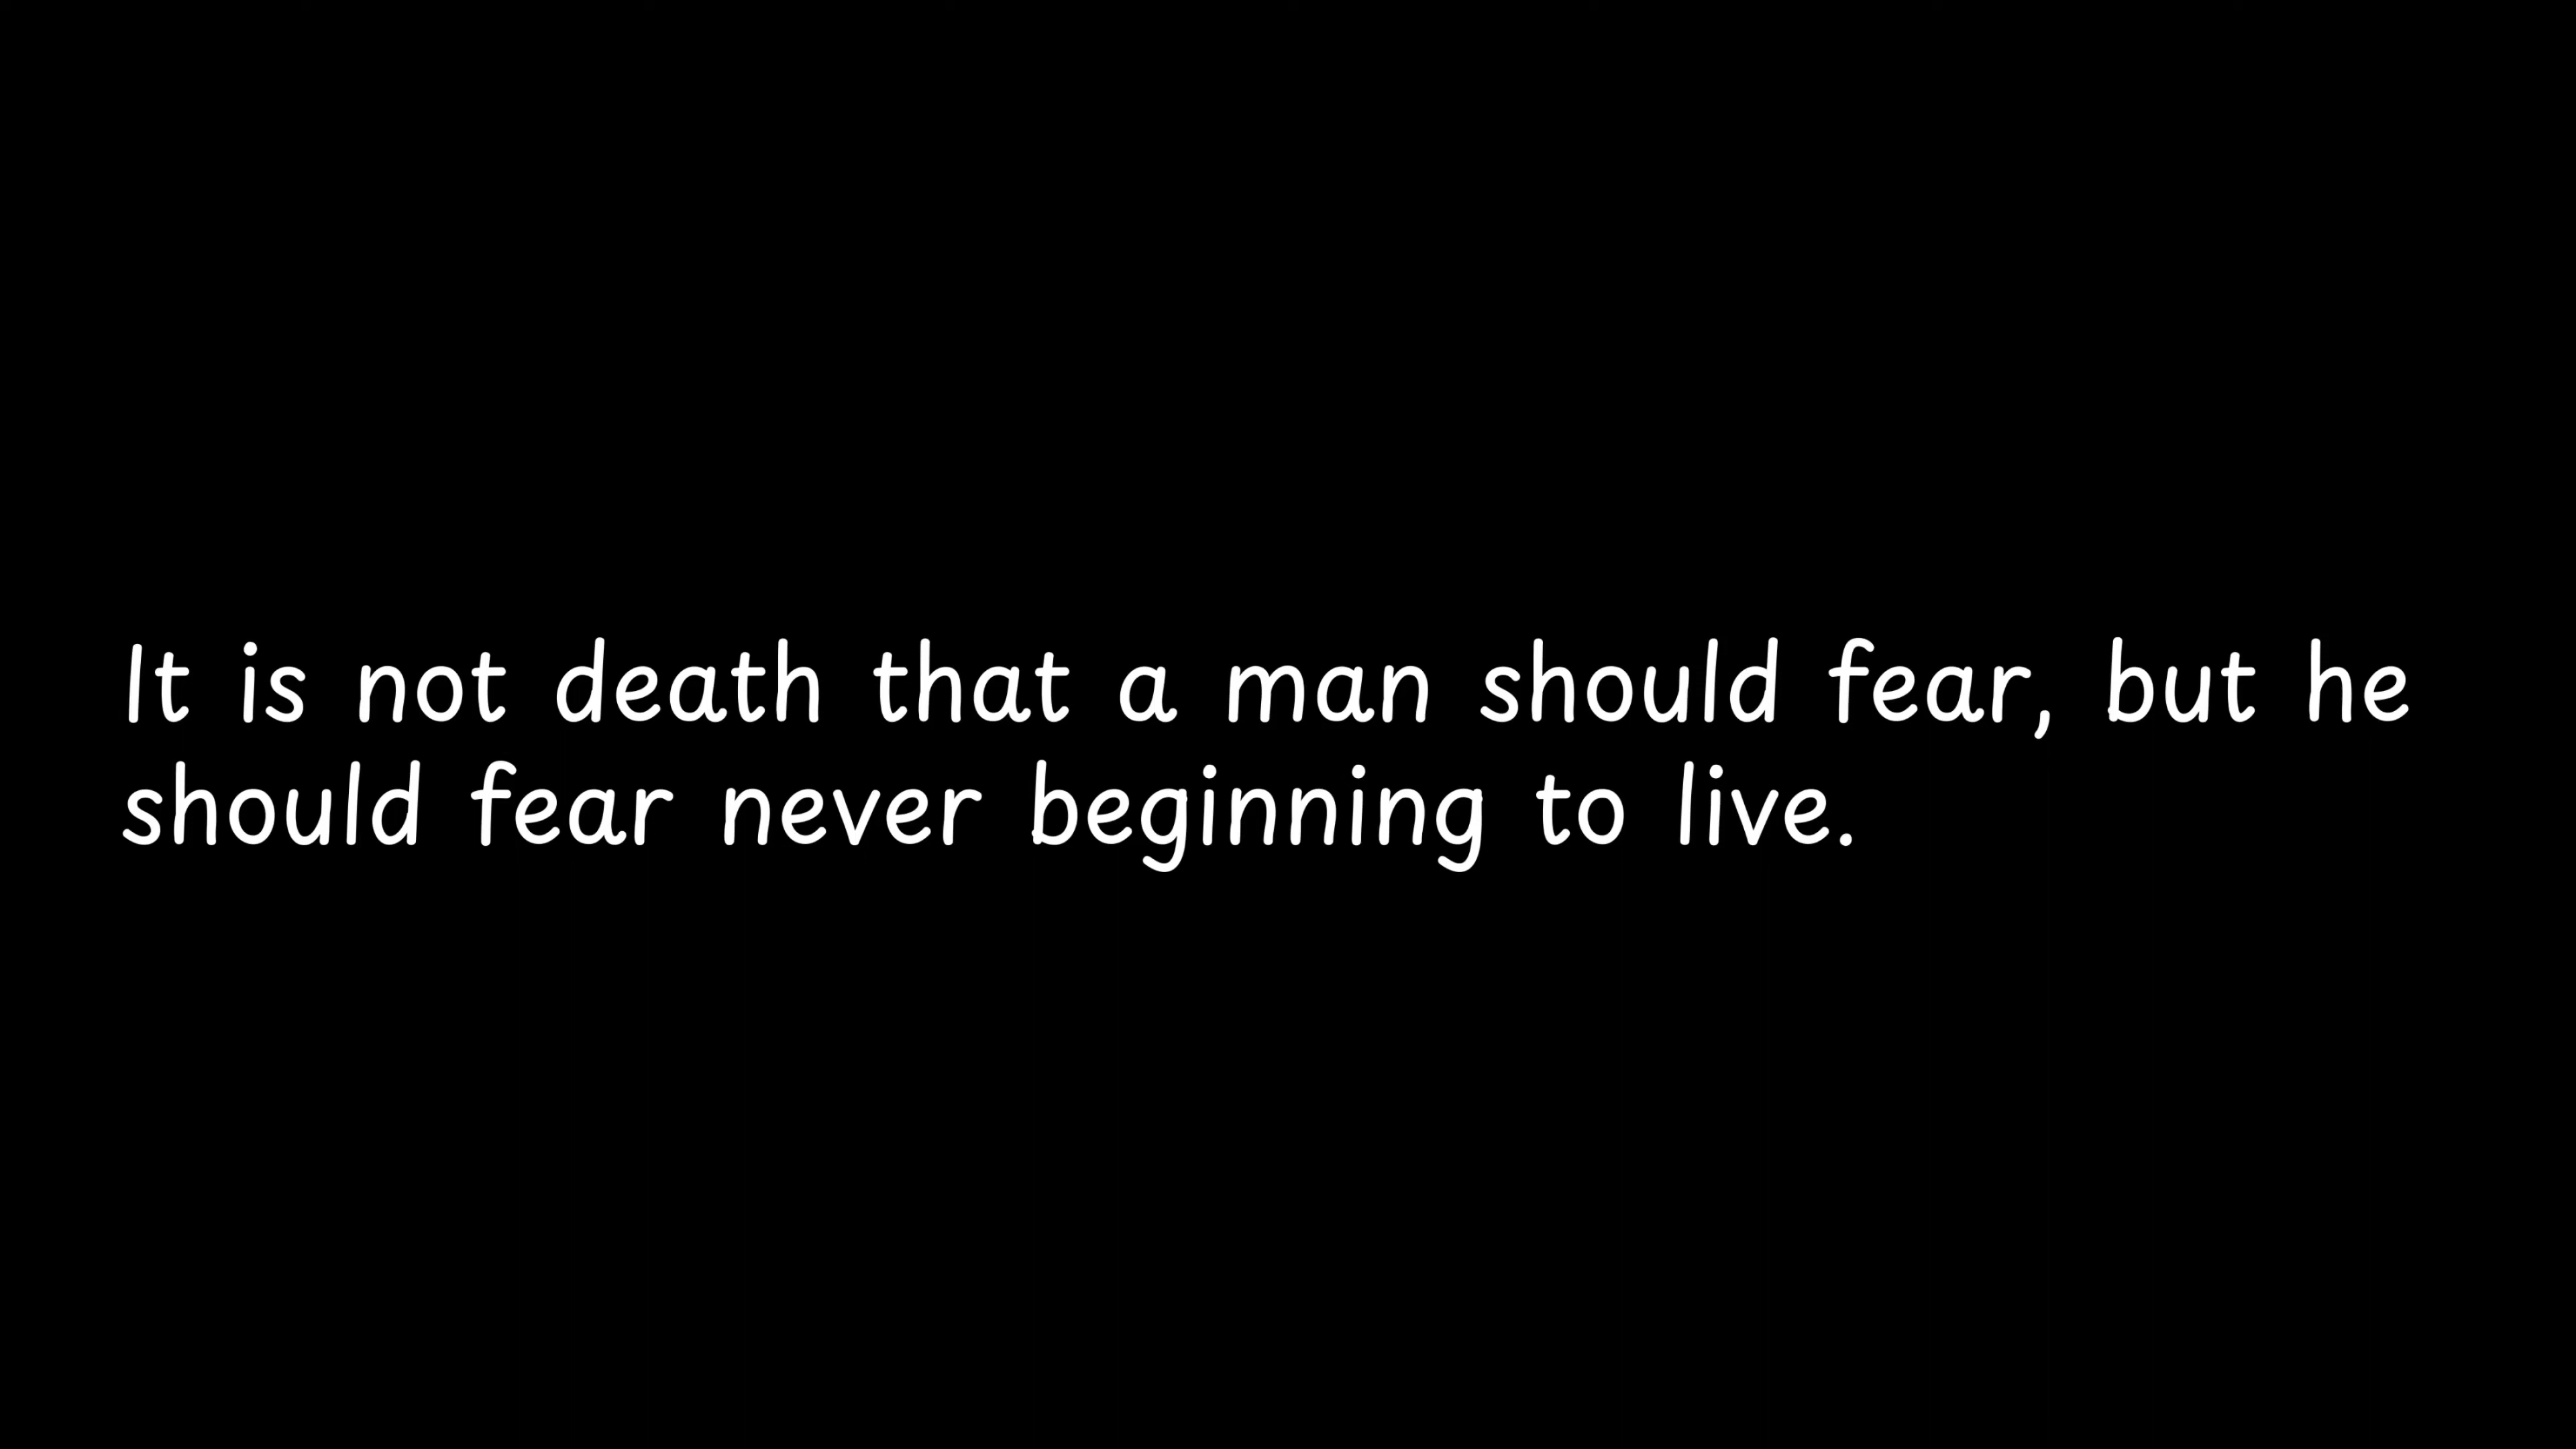 It is not death that a man should fear, but he
should fear never beginning to live.